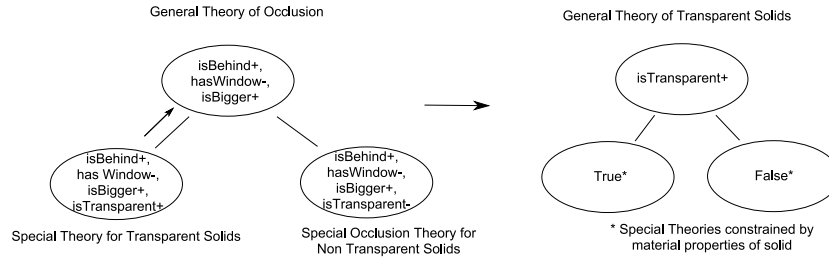 General Theory of Occlusion
isBehind+,
hasWindow-,
isBigger+
isBehind+,
has Window-,
isBigger+,
isTransparent+
Special Theory for Transparent Solids
isBehind+,
hasWindow-,
isBigger+,
isTransparent-
Special Occlusion Theory for
Non Transparent Solids
General Theory of Transparent Solids
isTransparent+
True*
False*
* Special Theories constrained by
material properties of solid